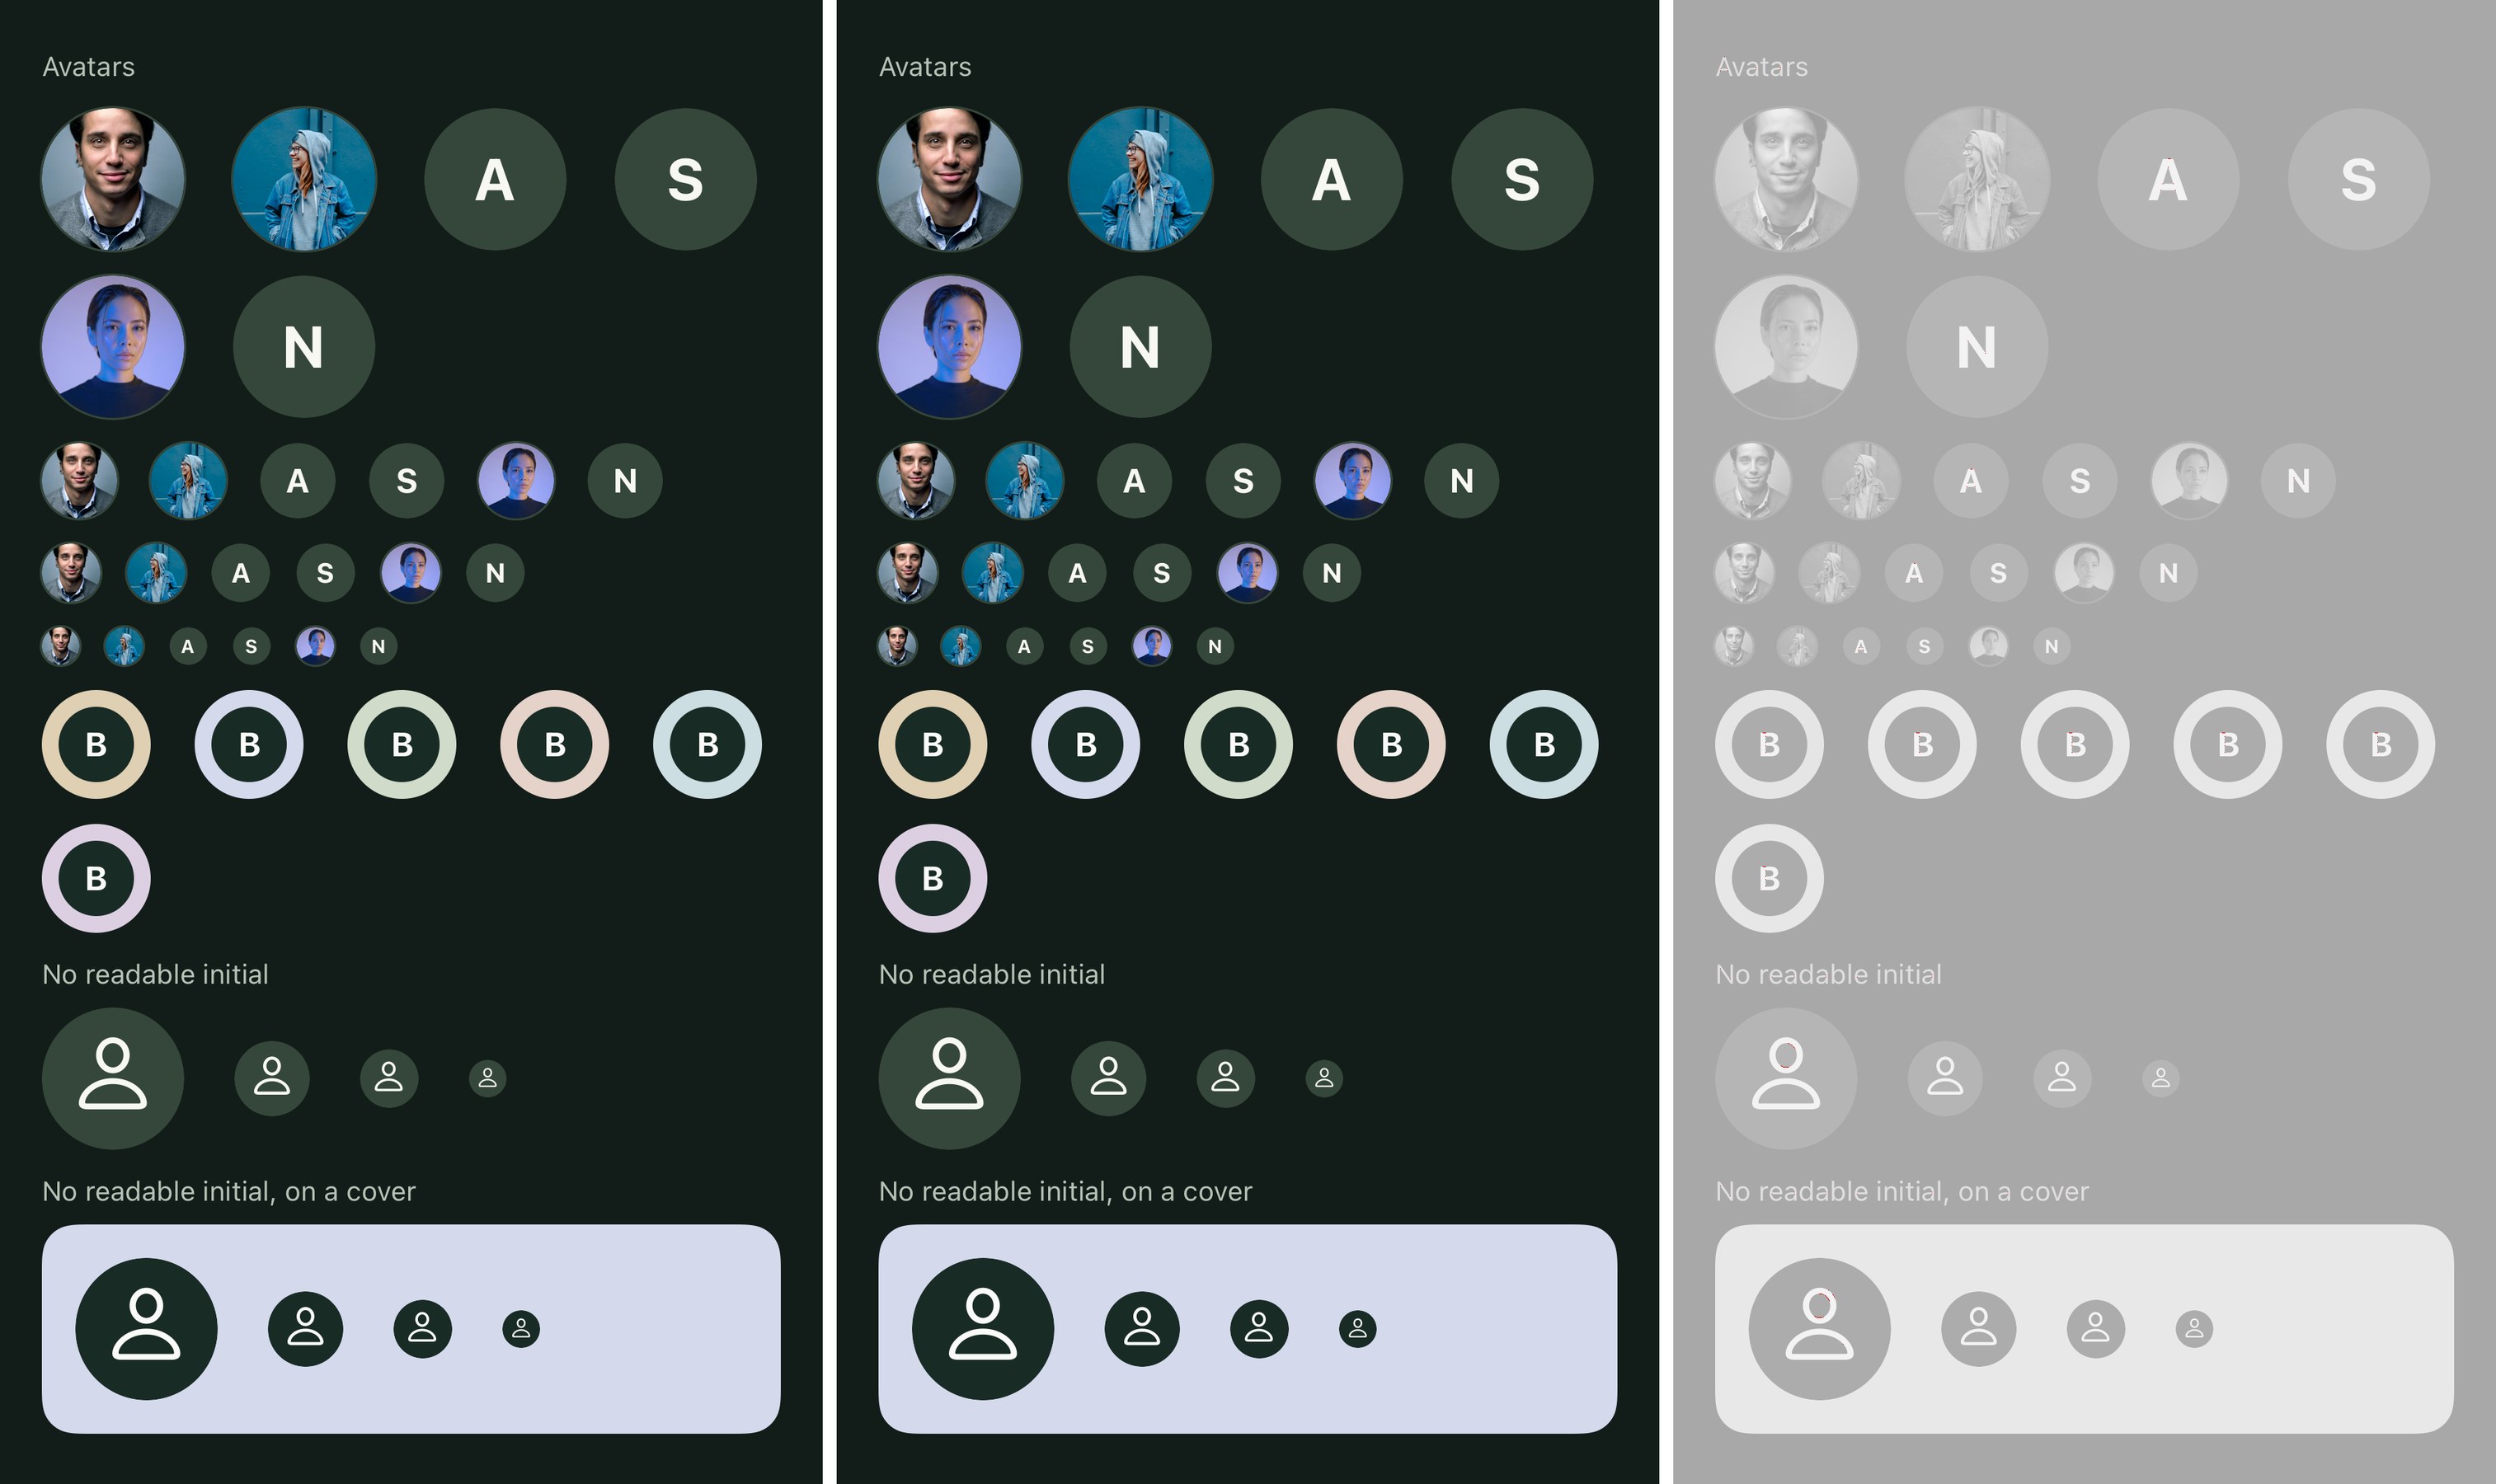 Avatars Avatars Avatars
A S A S A S
N N N
A S N A S N A S N
A S N A S N A S N
A S N A S N A S N
B B B B B B B B B B B B B B B
B B B
No readable initial No readable initial No readable initial
No readable initial, on a cover No readable initial, on a cover No readable initial, on a cover